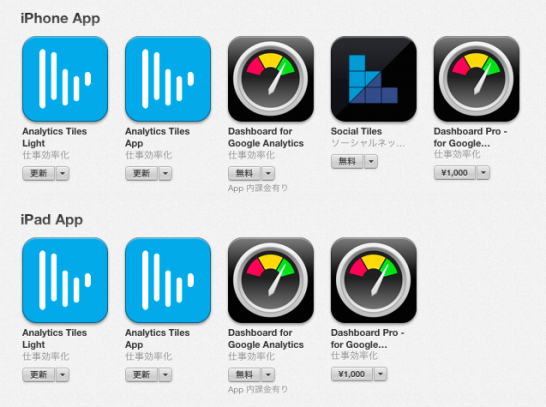 iPhone App
Analytics Tiles Light
仕事効率化
更新
Analytics Tiles App
仕事効率化
更新
Dashboard for Google Analytics
仕事効率化
無料
App 内課金有り
Social Tiles
ソーシャルネッ...
無料
Dashboard Pro - for Google...
仕事効率化
¥1,000
iPad App
Analytics Tiles Light
仕事効率化
更新
Analytics Tiles App
仕事効率化
更新
Dashboard for Google Analytics
仕事効率化
無料
App 内課金有り
Dashboard Pro - for Google...
仕事効率化
¥1,000